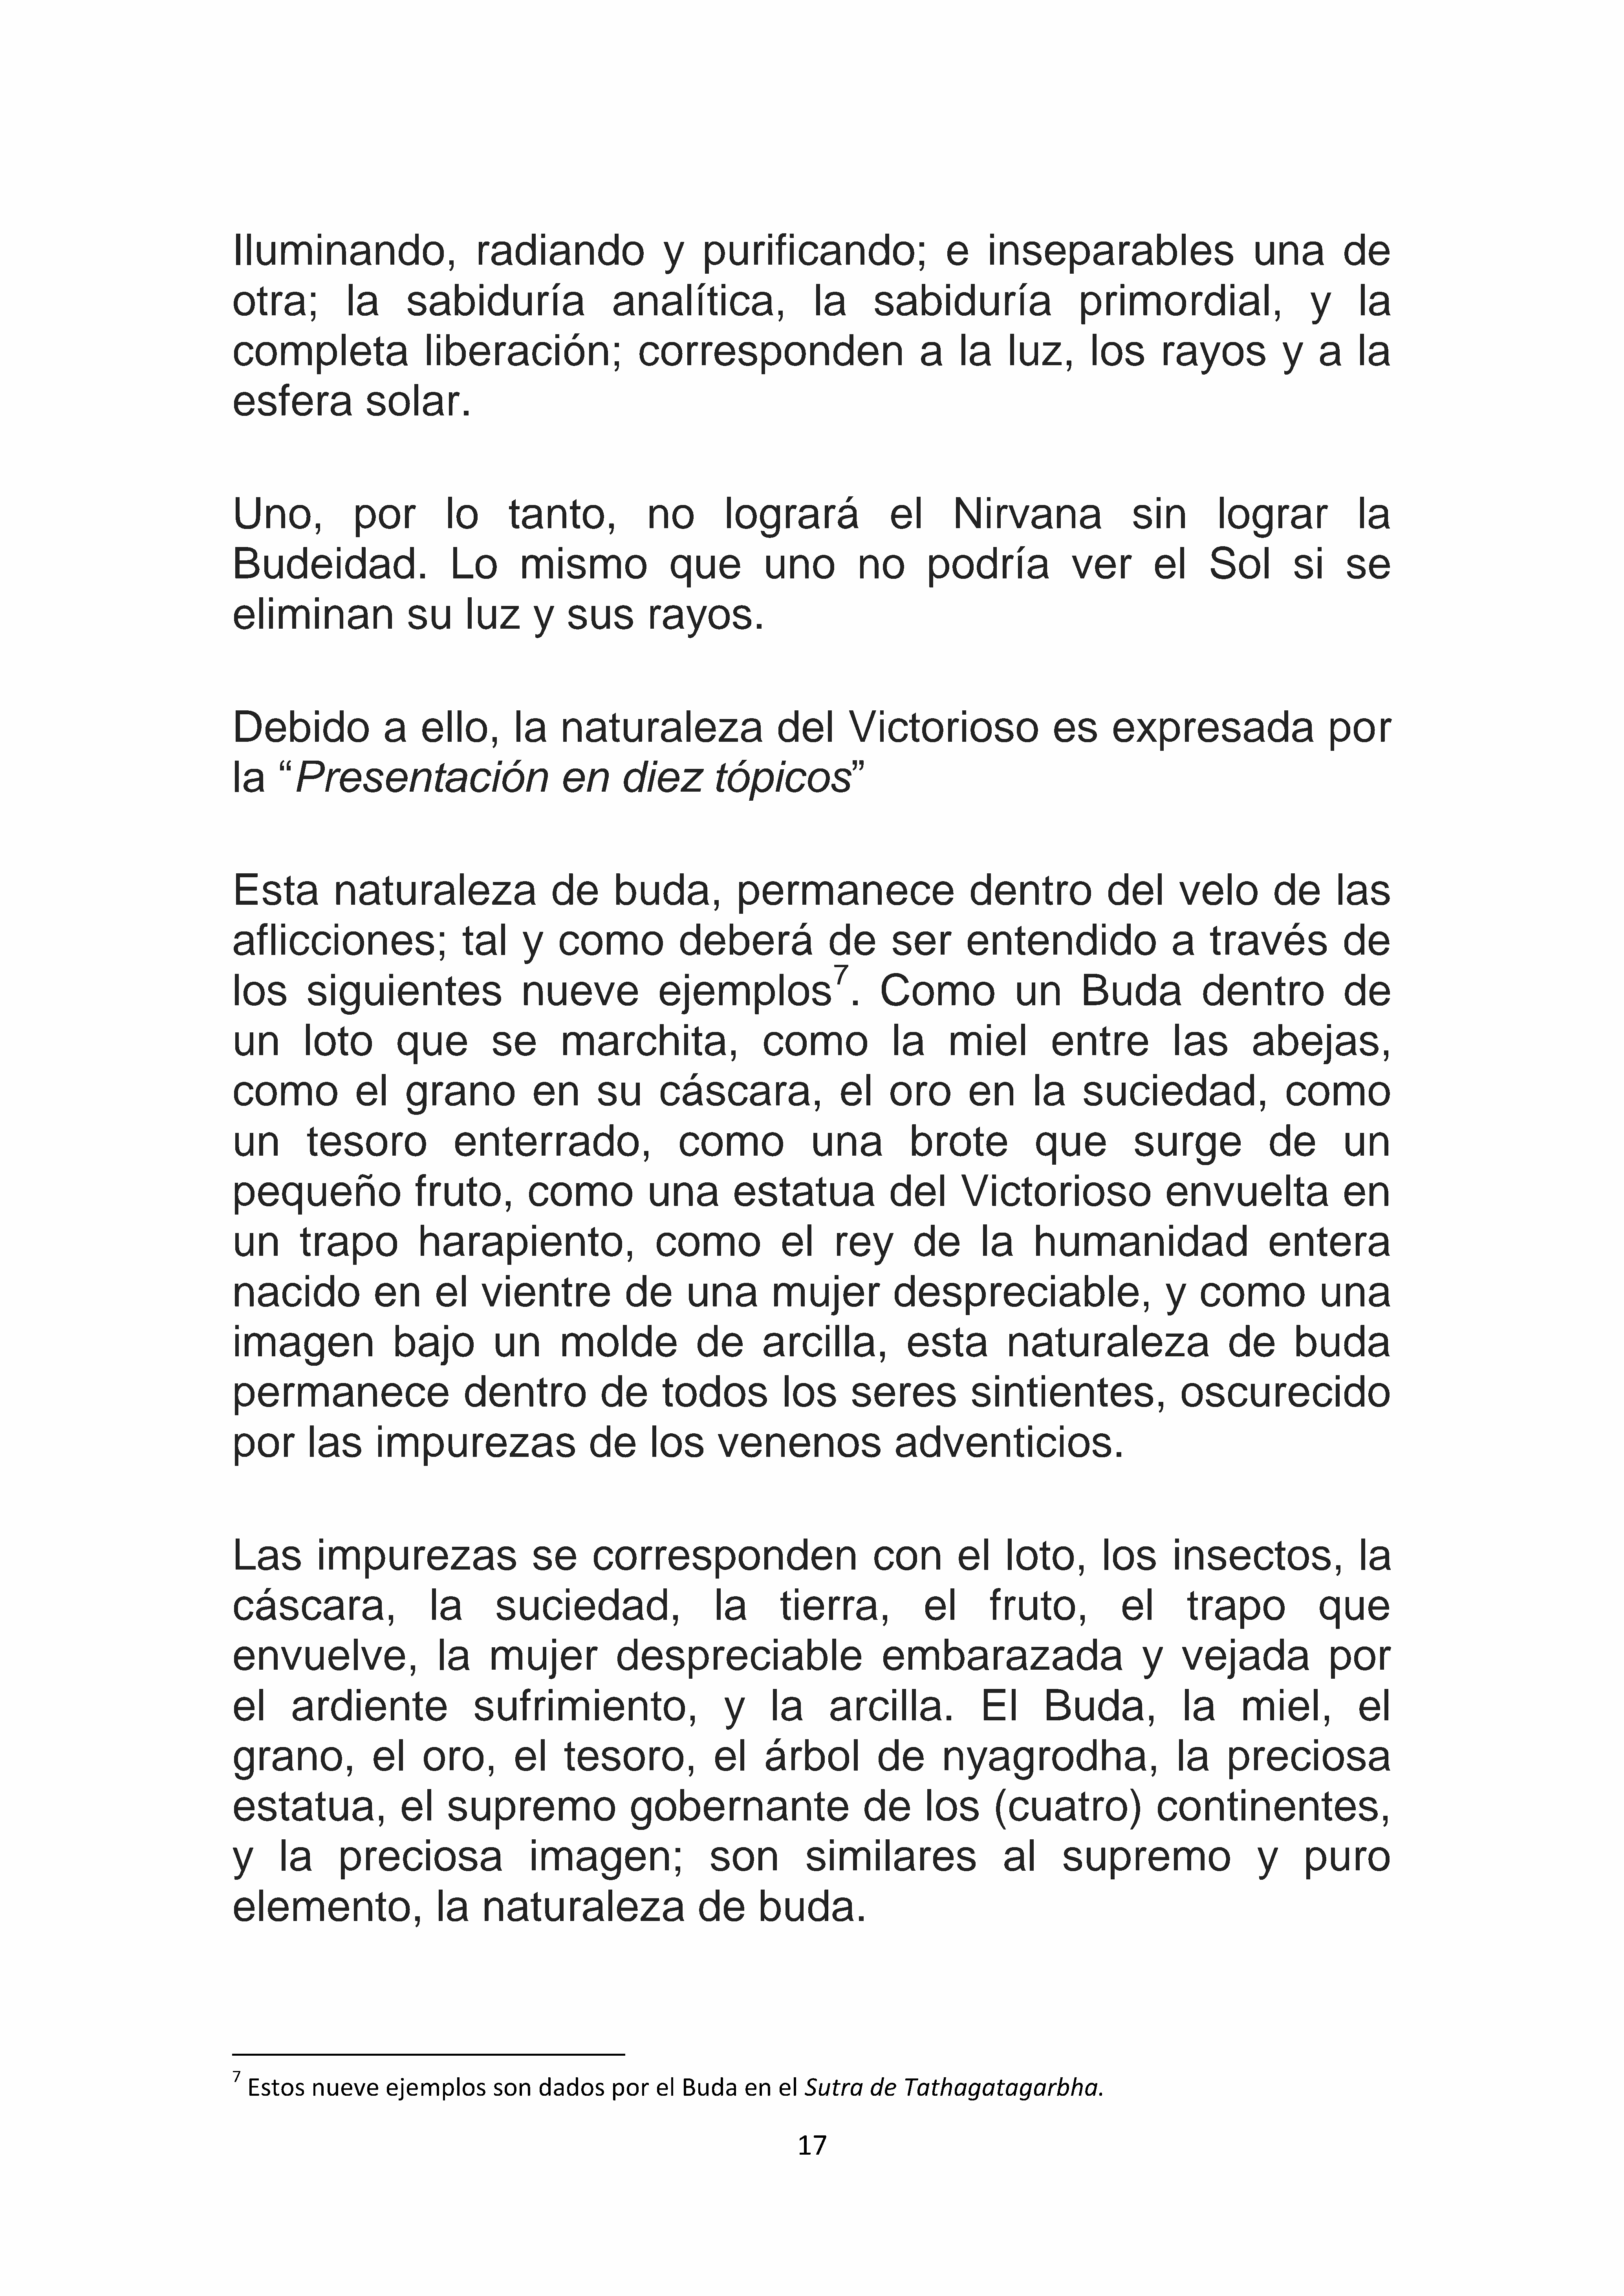 Iluminando, radiando y purificando; e inseparables una de
otra; la sabiduría analítica, la sabiduría primordial, y la
completa liberación; corresponden a la luz, los rayos y a la
esfera solar.
Uno, por lo tanto, no logrará el Nirvana sin lograr la
Budeidad. Lo mismo que uno no podría ver el Sol si se
eliminan su luz y sus rayos.
Debido a ello, la naturaleza del Victorioso es expresada por
la “Presentación en diez tópicos”
Esta naturaleza de buda, permanece dentro del velo de las
aflicciones; tal y como deberá de ser entendido a través de
los siguientes nueve ejemplos7. Como un Buda dentro de
un loto que se marchita, como la miel entre las abejas,
como el grano en su cáscara, el oro en la suciedad, como
un tesoro enterrado, como una brote que surge de un
pequeño fruto, como una estatua del Victorioso envuelta en
un trapo harapiento, como el rey de la humanidad entera
nacido en el vientre de una mujer despreciable, y como una
imagen bajo un molde de arcilla, esta naturaleza de buda
permanece dentro de todos los seres sintientes, oscurecido
por las impurezas de los venenos adventicios.
Las impurezas se corresponden con el loto, los insectos, la
cáscara, la suciedad, la tierra, el fruto, el trapo que
envuelve, la mujer despreciable embarazada y vejada por
el ardiente sufrimiento, y la arcilla. El Buda, la miel, el
grano, el oro, el tesoro, el árbol de nyagrodha, la preciosa
estatua, el supremo gobernante de los (cuatro) continentes,
y la preciosa imagen; son similares al supremo y puro
elemento, la naturaleza de buda.
7 Estos nueve ejemplos son dados por el Buda en el Sutra de Tathagatagarbha.
17